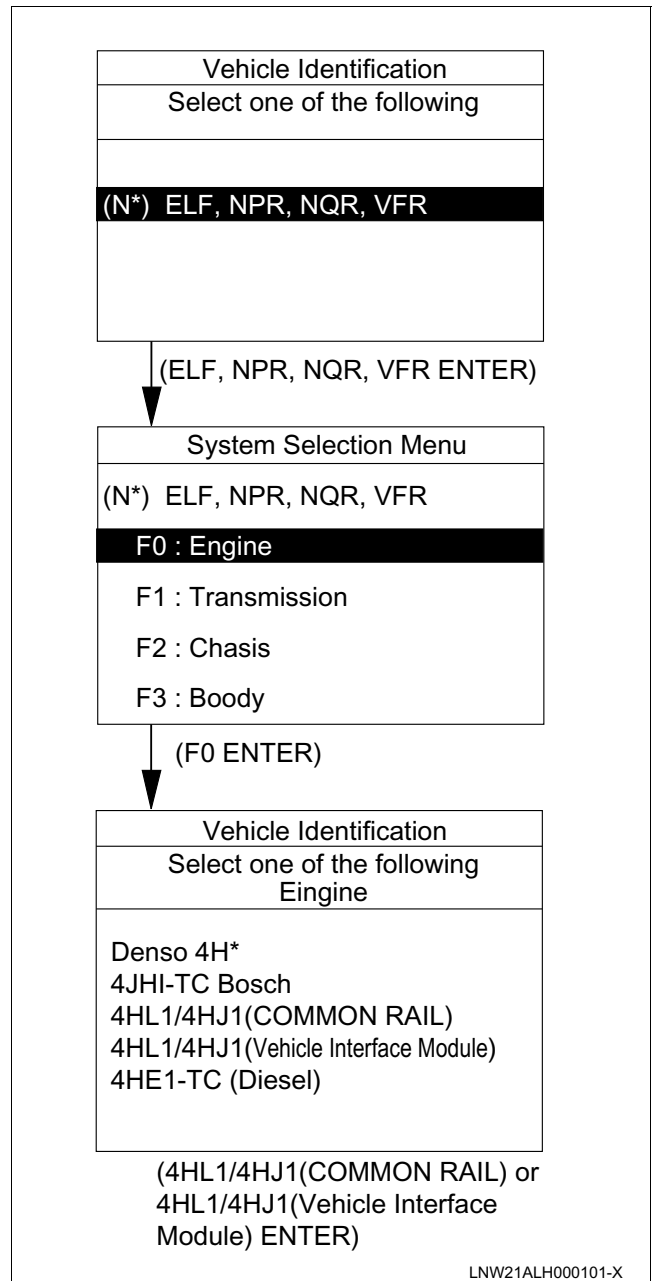 Vehicle Identification
Select one of the following
(N*) ELF, NPR, NQR, VFR
(ELF, NPR, NQR, VFR ENTER)
System Selection Menu
(N*) ELF, NPR, NQR, VFR
F0 : Engine
F1 : Transmission
F2 : Chasis
F3 : Boody
(F0 ENTER)
Vehicle Identification
Select one of the following
Eingine
Denso 4H*
4JHI-TC Bosch
4HL1/4HJ1(COMMON RAIL)
4HL1/4HJ1(Vehicle Interface Module)
4HE1-TC (Diesel)
(4HL1/4HJ1(COMMON RAIL) or
4HL1/4HJ1(Vehicle Interface
Module) ENTER)
LNW21ALH000101-X